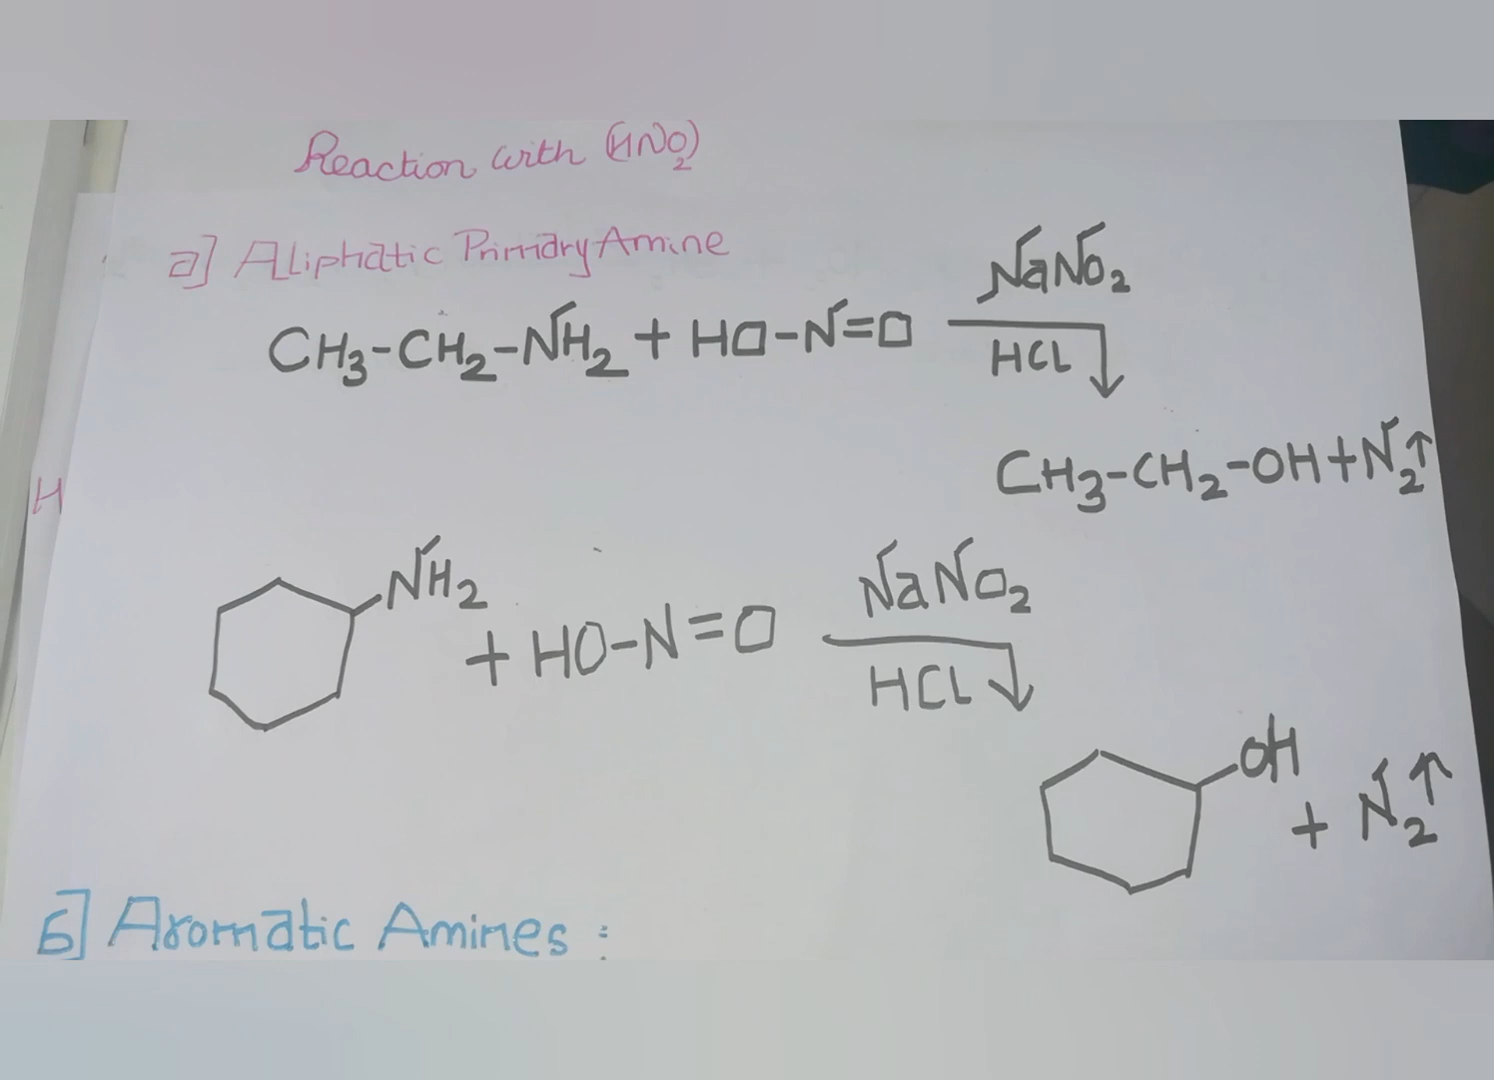 Reaction with (HNO2)
a] Aliphatic Primary Amine
NaNO2
CH3-CH2-NH2 + HO-N=O
HCL
CH3-CH2-OH+N2↑
H
NH2
NaNO2
+ HO-N=O
HCL
OH
+ N2↑
b] Aromatic Amines :